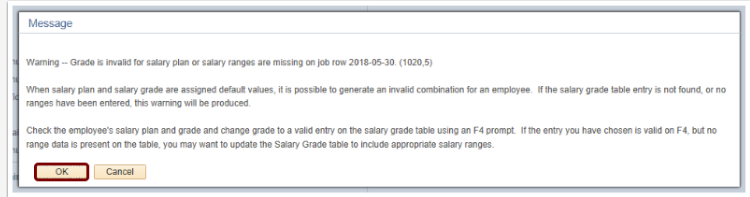 Message
Warning -- Grade is invalid for salary plan or salary ranges are missing on job row 2018-05-30. (1020,5)
When salary plan and salary grade are assigned default values, it is possible to generate an invalid combination for an employee.  If the salary grade table entry is not found, or no
ranges have been entered, this warning will be produced.
Check the employee's salary plan and grade and change grade to a valid entry on the salary grade table using an F4 prompt.  If the entry you have chosen is valid on F4, but no
range data is present on the table, you may want to update the Salary Grade table to include appropriate salary ranges.
OK Cancel